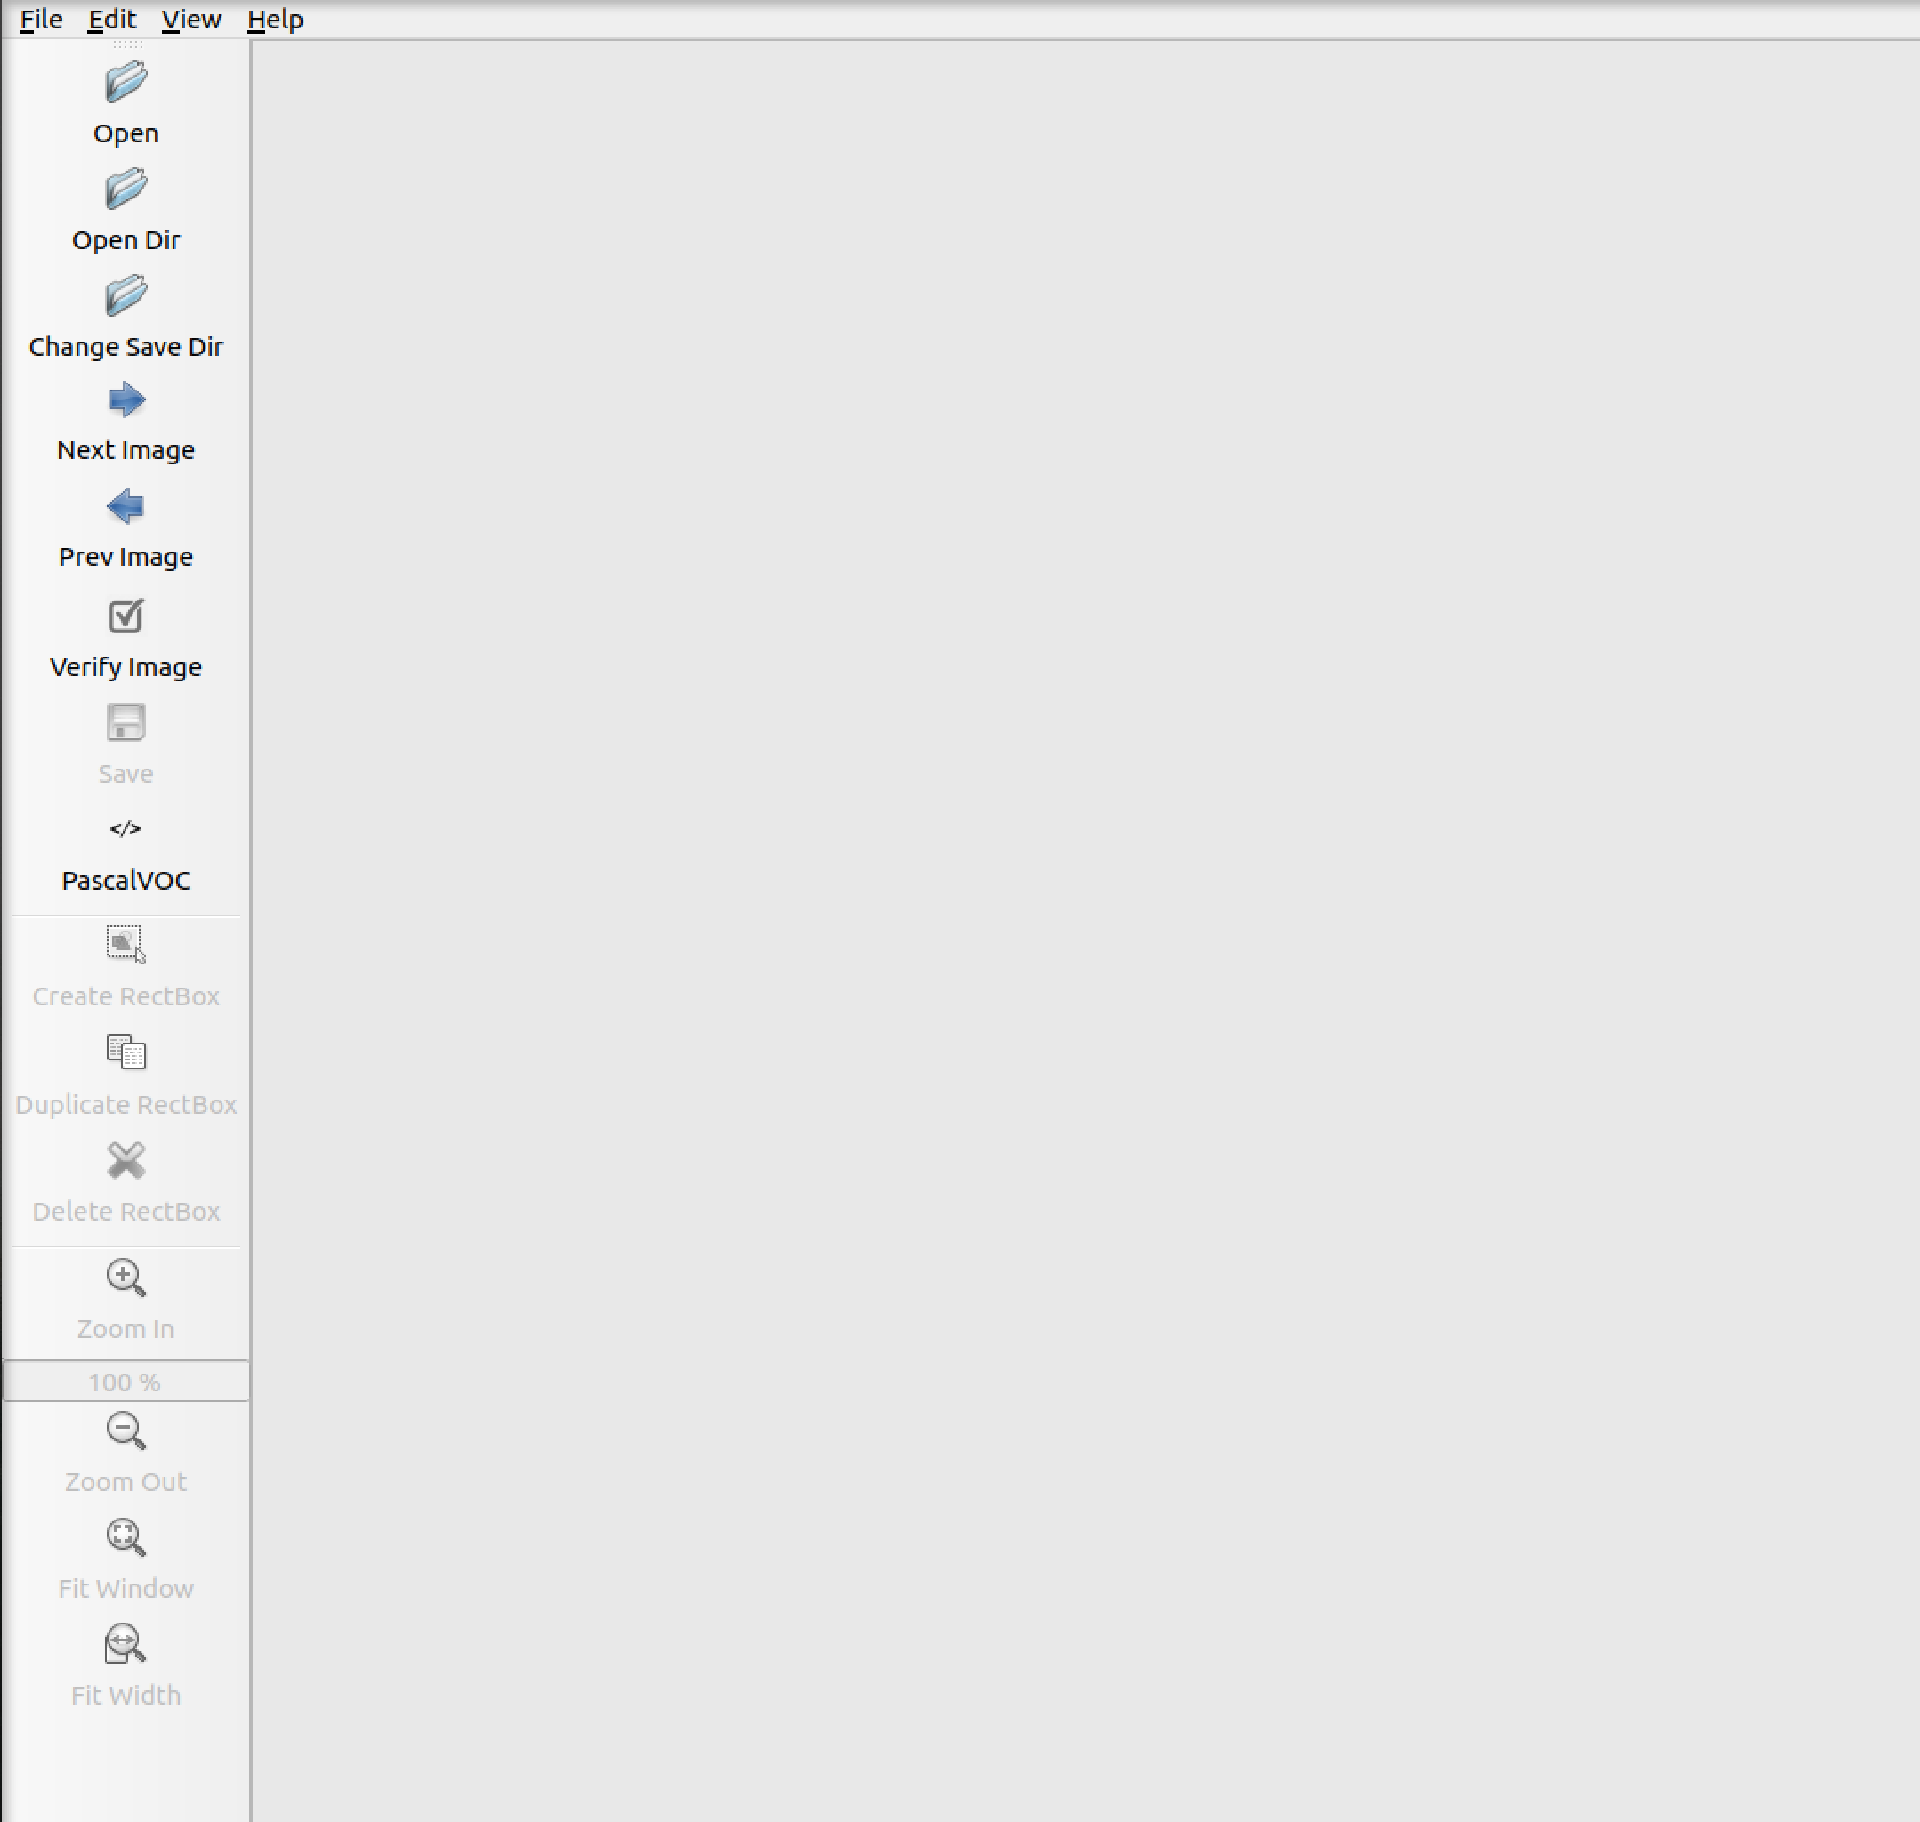 File Edit View Help
Open
Open Dir
Change Save Dir
Next Image
Prev Image
Verify Image
Save
</>
PascalVOC
Create RectBox
Duplicate RectBox
Delete RectBox
Zoom In
100 %
Zoom Out
Fit Window
Fit Width